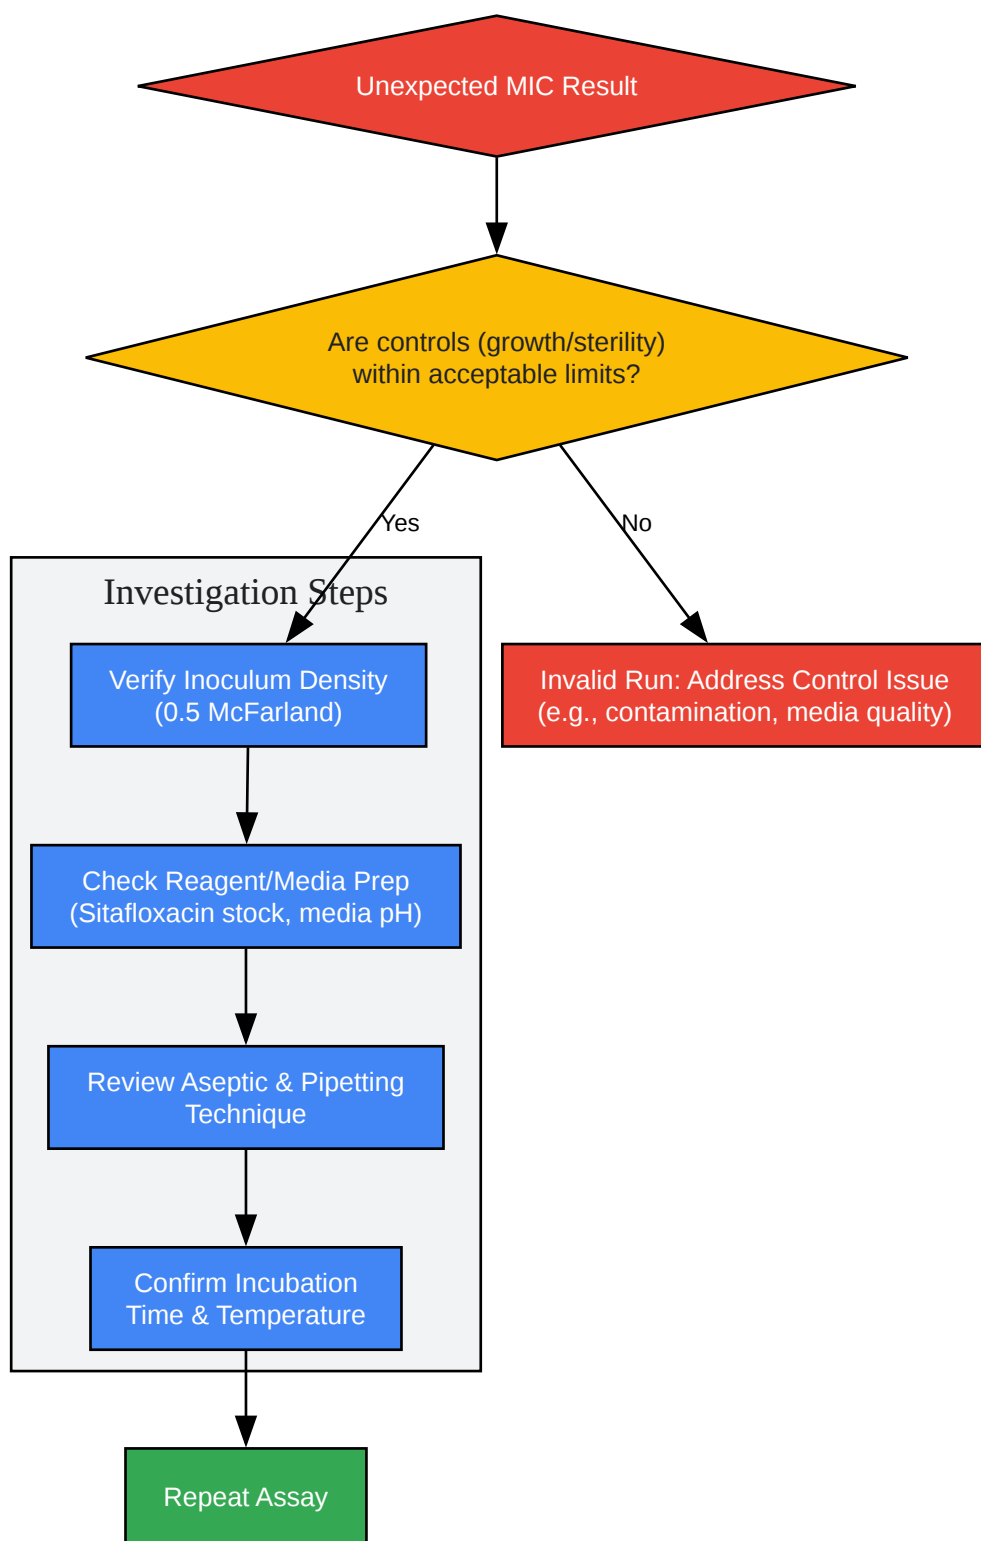 Unexpected MIC Result
Are controls (growth/sterility)
within acceptable limits?
Yes
No
Investigation Steps
Verify Inoculum Density
(0.5 McFarland)
Invalid Run: Address Control Issue
(e.g., contamination, media quality)
Check Reagent/Media Prep
(Sitafloxacin stock, media pH)
Review Aseptic & Pipetting
Technique
Confirm Incubation
Time & Temperature
Repeat Assay